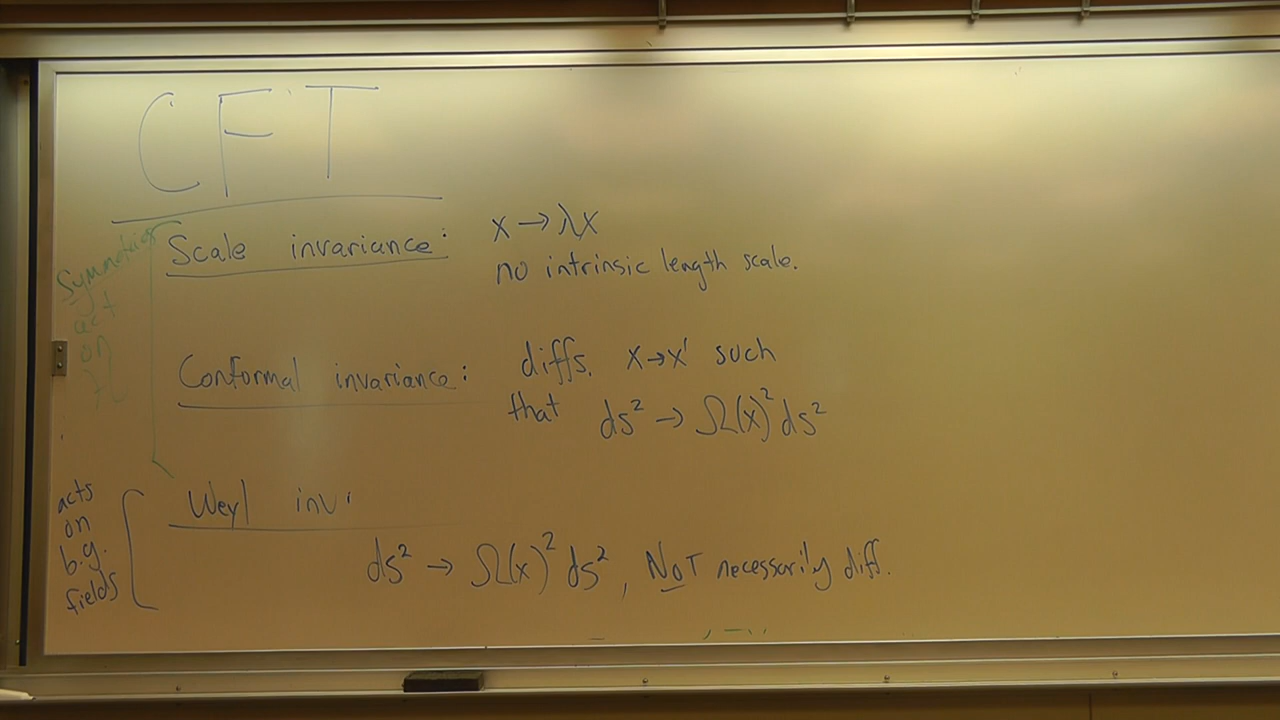 CFT
Scale invariance: x → λx
no intrinsic length scale.
Symmetries
act
on
Conformal invariance: diffs. x→x' such
that ds² → Ω(x)² ds²
Weyl inv.
acts
on
b.g.
fields
ds² → Ω(x)² ds², NOT necessarily diff.